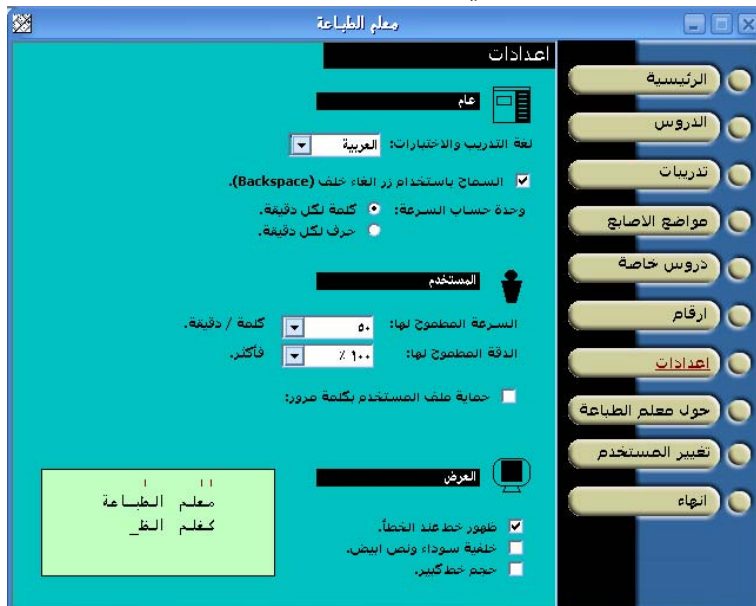 معلم الطباعة
اعدادات
عام
لغة التدريب والاختبارات: العربية
السماح باستخدام زر الغاء خلف (Backspace).
وحدة حساب السرعة: كلمة لكل دقيقة.
حرف لكل دقيقة.
المستخدم
السرعة المطموح لها: ٥٠ كلمة / دقيقة.
الدقة المطموح لها: ١٠٠ ٪ فأكثر.
حماية ملف المستخدم بكلمة مرور:
العرض
ظهور خط عند الخطأ.
خلفية سوداء ونص ابيض.
حجم خط كبير.
معلم الطباعة
كغلم الظـ
الرئيسية
الدروس
تدريبات
مواضع الاصابع
دروس خاصة
ارقام
اعدادات
حول معلم الطباعة
تغيير المستخدم
انهاء